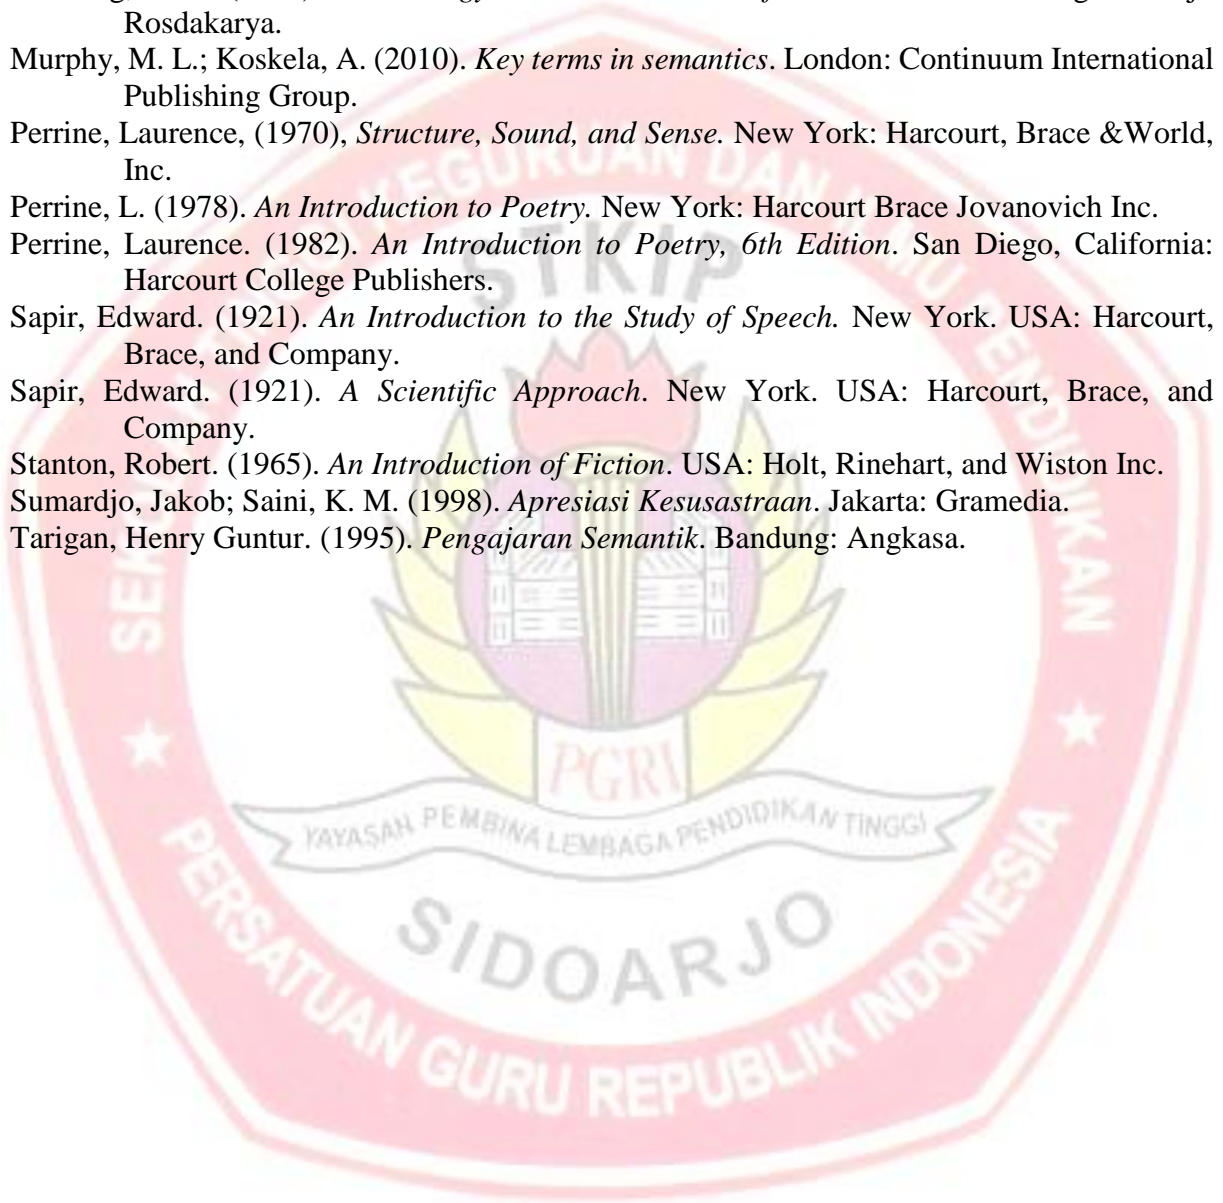 Rosdakarya.
Murphy, M. L.; Koskela, A. (2010). Key terms in semantics. London: Continuum International
Publishing Group.
Perrine, Laurence, (1970), Structure, Sound, and Sense. New York: Harcourt, Brace &World,
Inc.
Perrine, L. (1978). An Introduction to Poetry. New York: Harcourt Brace Jovanovich Inc.
Perrine, Laurence. (1982). An Introduction to Poetry, 6th Edition. San Diego, California:
Harcourt College Publishers.
Sapir, Edward. (1921). An Introduction to the Study of Speech. New York. USA: Harcourt,
Brace, and Company.
Sapir, Edward. (1921). A Scientific Approach. New York. USA: Harcourt, Brace, and
Company.
Stanton, Robert. (1965). An Introduction of Fiction. USA: Holt, Rinehart, and Wiston Inc.
Sumardjo, Jakob; Saini, K. M. (1998). Apresiasi Kesusastraan. Jakarta: Gramedia.
Tarigan, Henry Guntur. (1995). Pengajaran Semantik. Bandung: Angkasa.
KEGURUAN DAN ILMU PENDIDIKAN
STKIP
PGRI
YAYASAN PEMBINA LEMBAGA PENDIDIKAN TINGGI
SIDOARJO
PERSATUAN GURU REPUBLIK INDONESIA